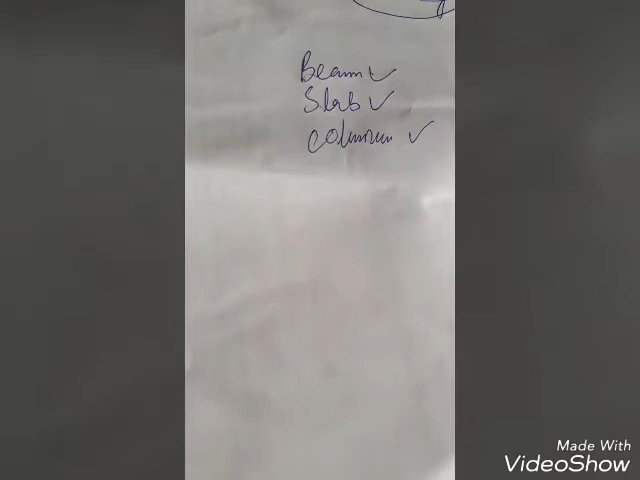 Beam ✓
Slab ✓
column ✓
Made With
VideoShow